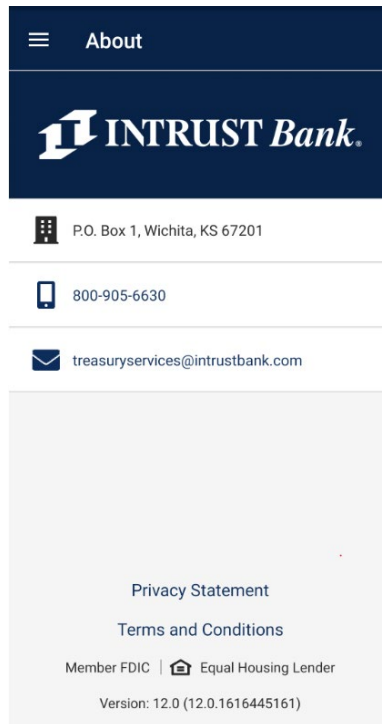 About
INTRUST Bank.
P.O. Box 1, Wichita, KS 67201
800-905-6630
treasuryservices@intrustbank.com
Privacy Statement
Terms and Conditions
Member FDIC | Equal Housing Lender
Version: 12.0 (12.0.1616445161)